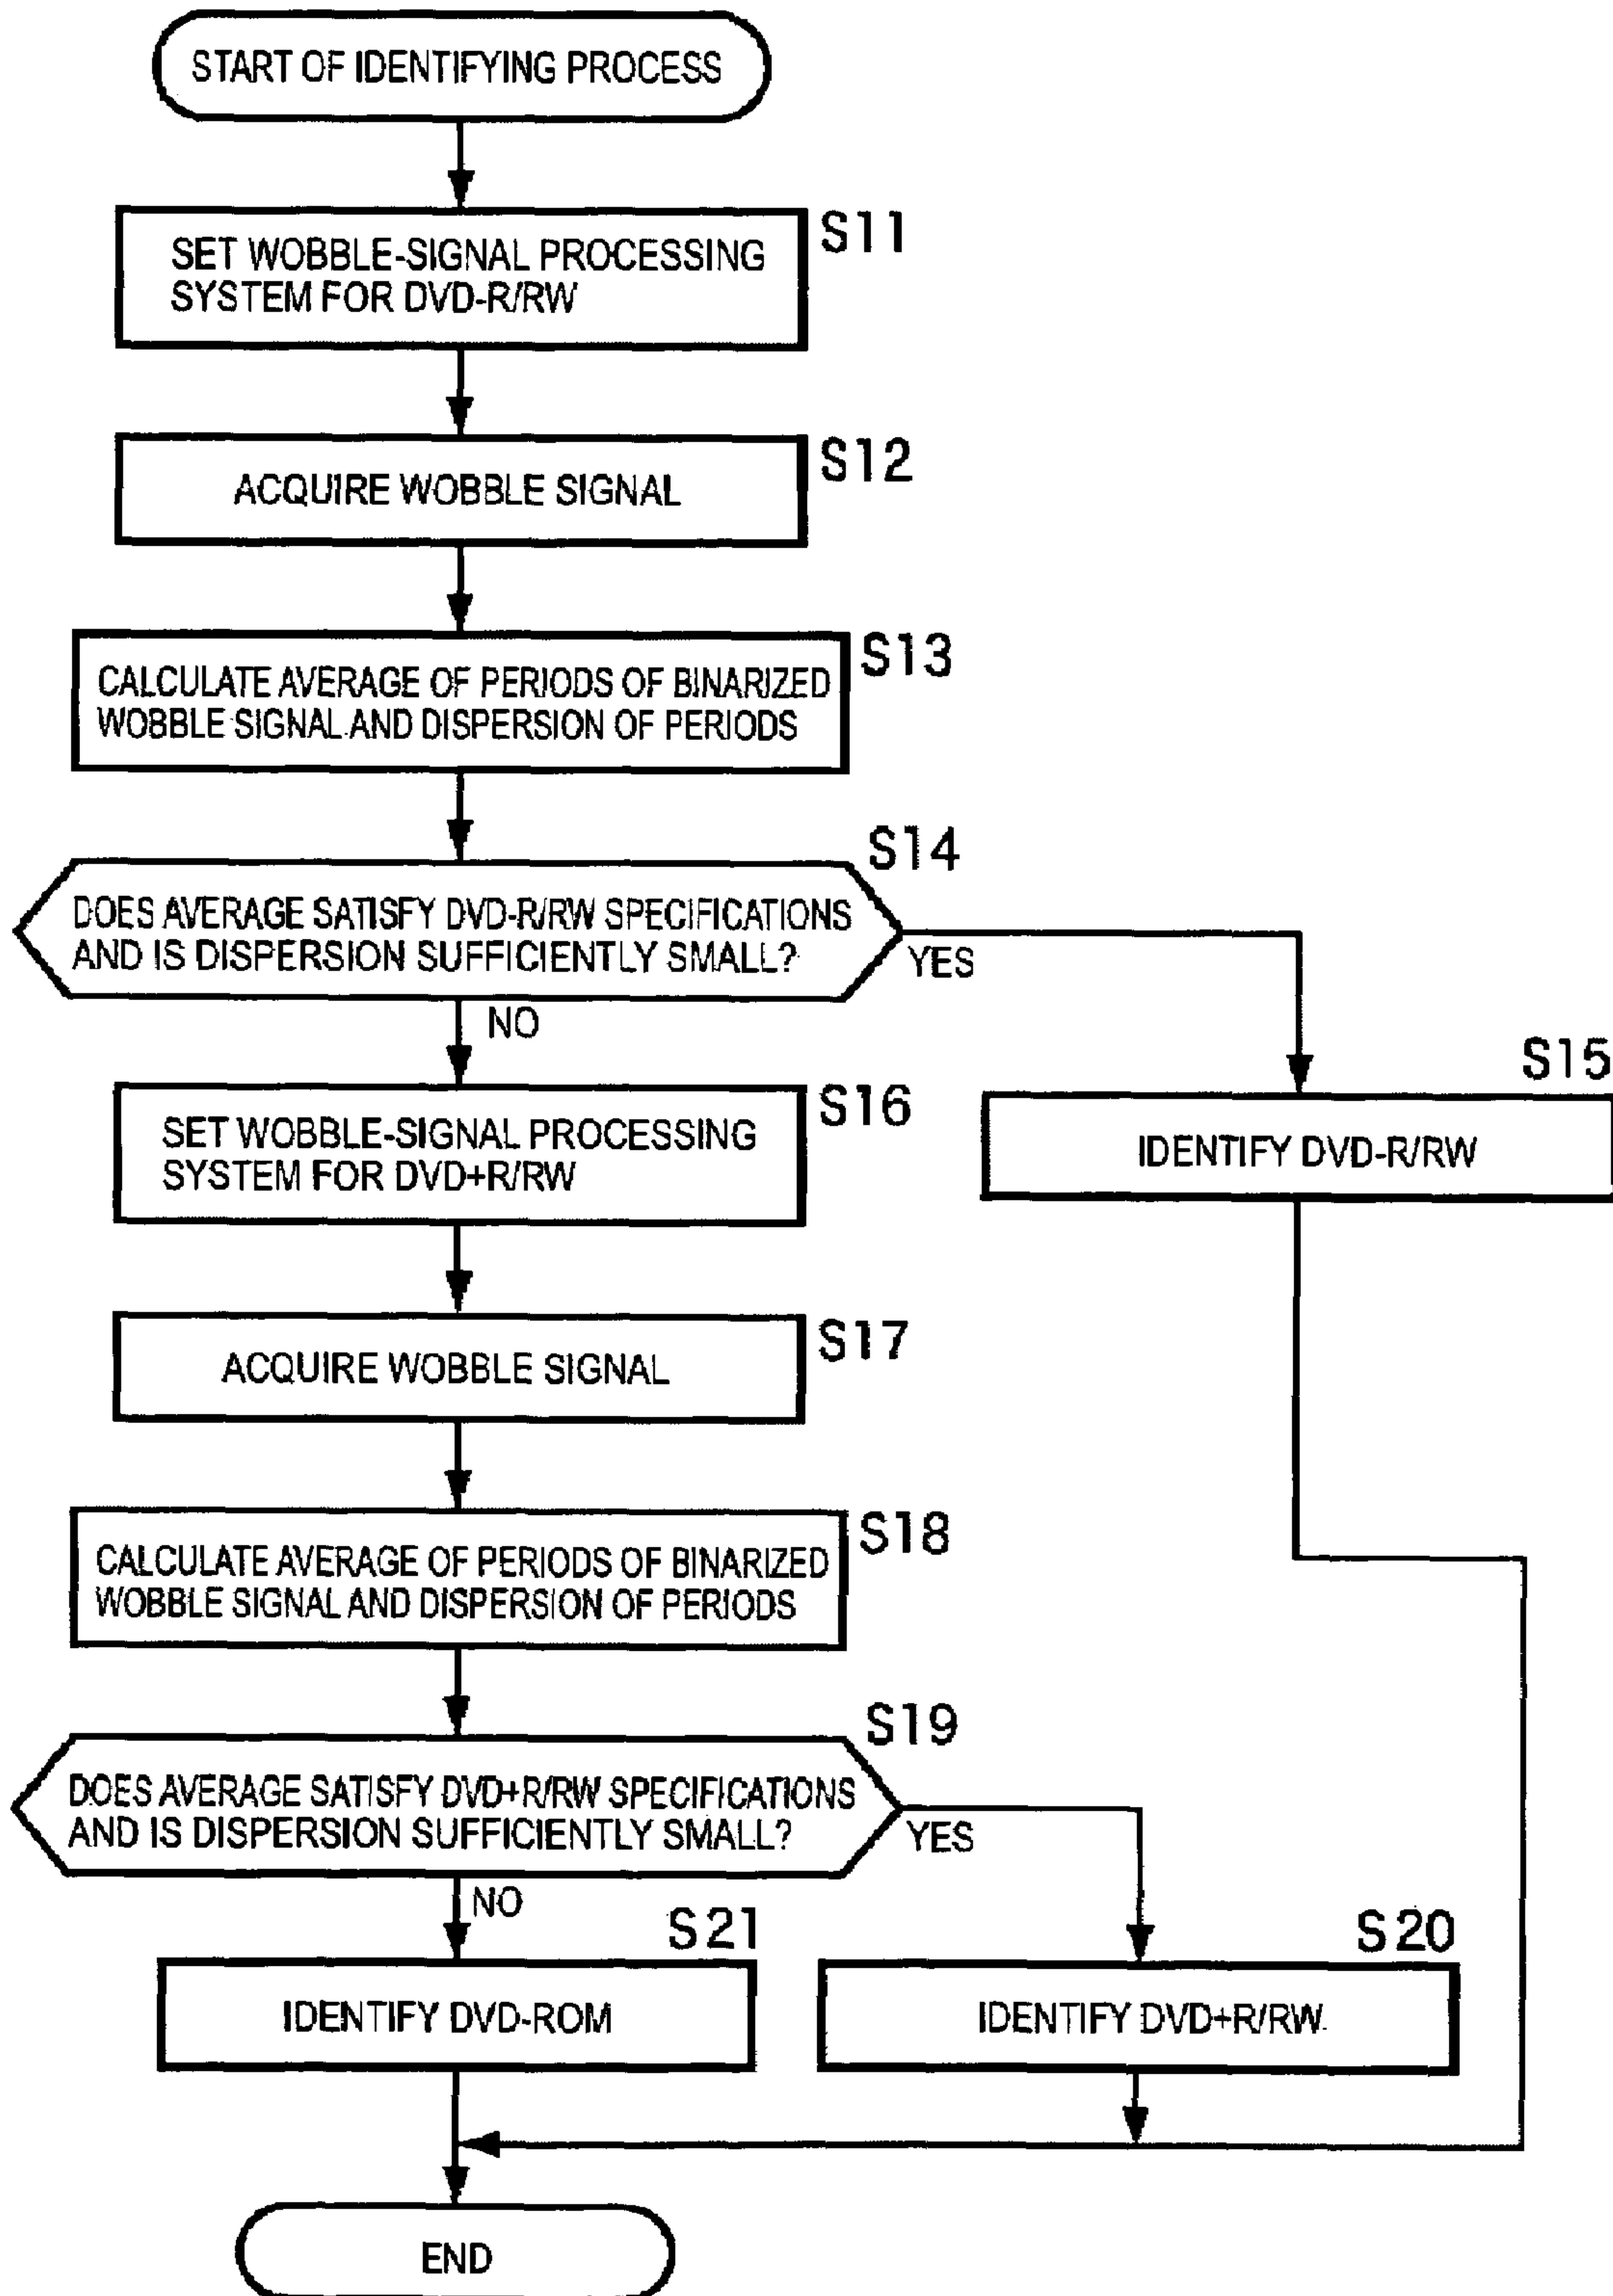 START OF IDENTIFYING PROCESS
S11
SET WOBBLE-SIGNAL PROCESSING
SYSTEM FOR DVD-R/RW
S12
ACQUIRE WOBBLE SIGNAL
S13
CALCULATE AVERAGE OF PERIODS OF BINARIZED
WOBBLE SIGNAL AND DISPERSION OF PERIODS
S14
DOES AVERAGE SATISFY DVD-R/RW SPECIFICATIONS
AND IS DISPERSION SUFFICIENTLY SMALL?
YES
NO
S15
IDENTIFY DVD-R/RW
S16
SET WOBBLE-SIGNAL PROCESSING
SYSTEM FOR DVD+R/RW
S17
ACQUIRE WOBBLE SIGNAL
S18
CALCULATE AVERAGE OF PERIODS OF BINARIZED
WOBBLE SIGNAL AND DISPERSION OF PERIODS
S19
DOES AVERAGE SATISFY DVD+R/RW SPECIFICATIONS
AND IS DISPERSION SUFFICIENTLY SMALL?
YES
NO
S21
IDENTIFY DVD-ROM
S20
IDENTIFY DVD+R/RW
END